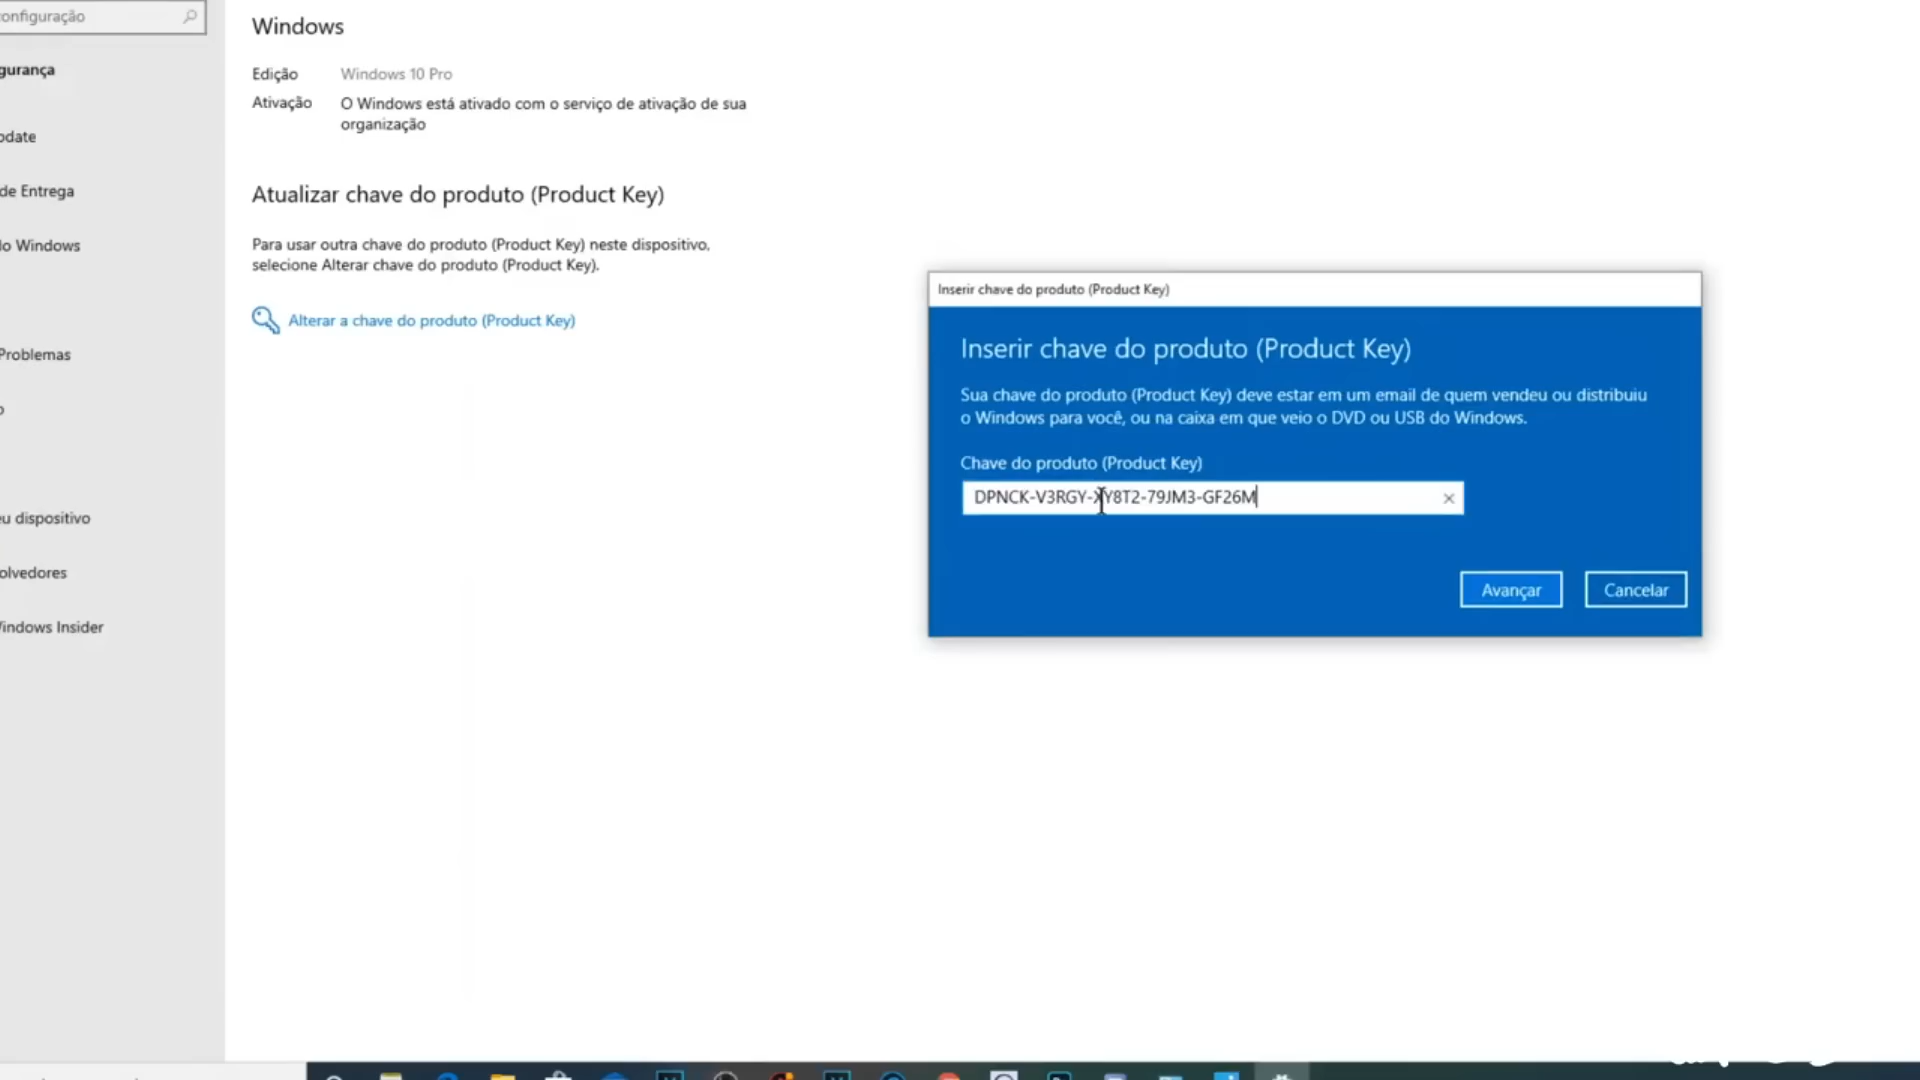 onfiguração
gurança
pdate
de Entrega
do Windows
Problemas
o
eu dispositivo
olvedores
Windows Insider
Windows
Edição Windows 10 Pro
Ativação O Windows está ativado com o serviço de ativação de sua
organização
Atualizar chave do produto (Product Key)
Para usar outra chave do produto (Product Key) neste dispositivo,
selecione Alterar chave do produto (Product Key).
Alterar a chave do produto (Product Key)
Inserir chave do produto (Product Key)
Inserir chave do produto (Product Key)
Sua chave do produto (Product Key) deve estar em um email de quem vendeu ou distribuiu
o Windows para você, ou na caixa em que veio o DVD ou USB do Windows.
Chave do produto (Product Key)
DPNCK-V3RGY-XY8T2-79JM3-GF26M
Avançar Cancelar